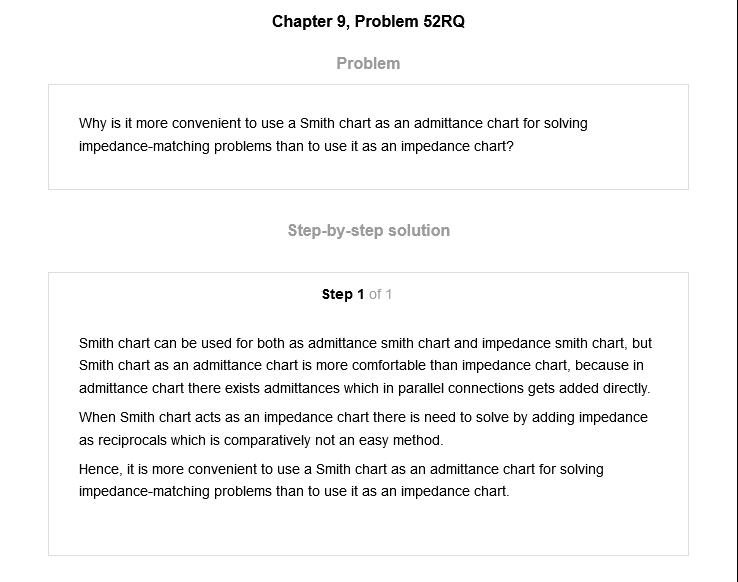 Chapter 9, Problem 52RQ
Problem
Why is it more convenient to use a Smith chart as an admittance chart for solving
impedance-matching problems than to use it as an impedance chart?
Step-by-step solution
Step 1 of 1
Smith chart can be used for both as admittance smith chart and impedance smith chart, but
Smith chart as an admittance chart is more comfortable than impedance chart, because in
admittance chart there exists admittances which in parallel connections gets added directly.
When Smith chart acts as an impedance chart there is need to solve by adding impedance
as reciprocals which is comparatively not an easy method.
Hence, it is more convenient to use a Smith chart as an admittance chart for solving
impedance-matching problems than to use it as an impedance chart.